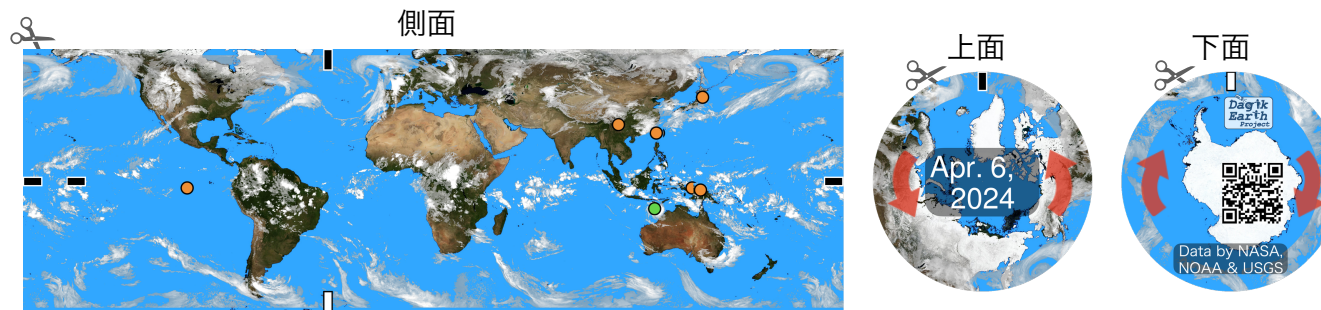 側面
上面
下面
Apr. 6,
2024
Dagik
Earth
Project
Data by NASA,
NOAA & USGS